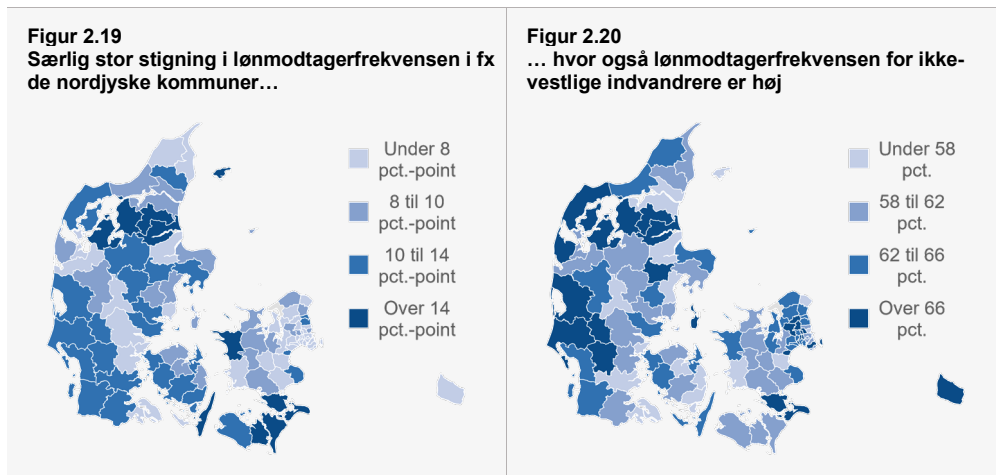 Figur 2.19
Særlig stor stigning i lønmodtagerfrekvensen i fx
de nordjyske kommuner…
Under 8
pct.-point
8 til 10
pct.-point
10 til 14
pct.-point
Over 14
pct.-point
Figur 2.20
… hvor også lønmodtagerfrekvensen for ikke-
vestlige indvandrere er høj
Under 58
pct.
58 til 62
pct.
62 til 66
pct.
Over 66
pct.